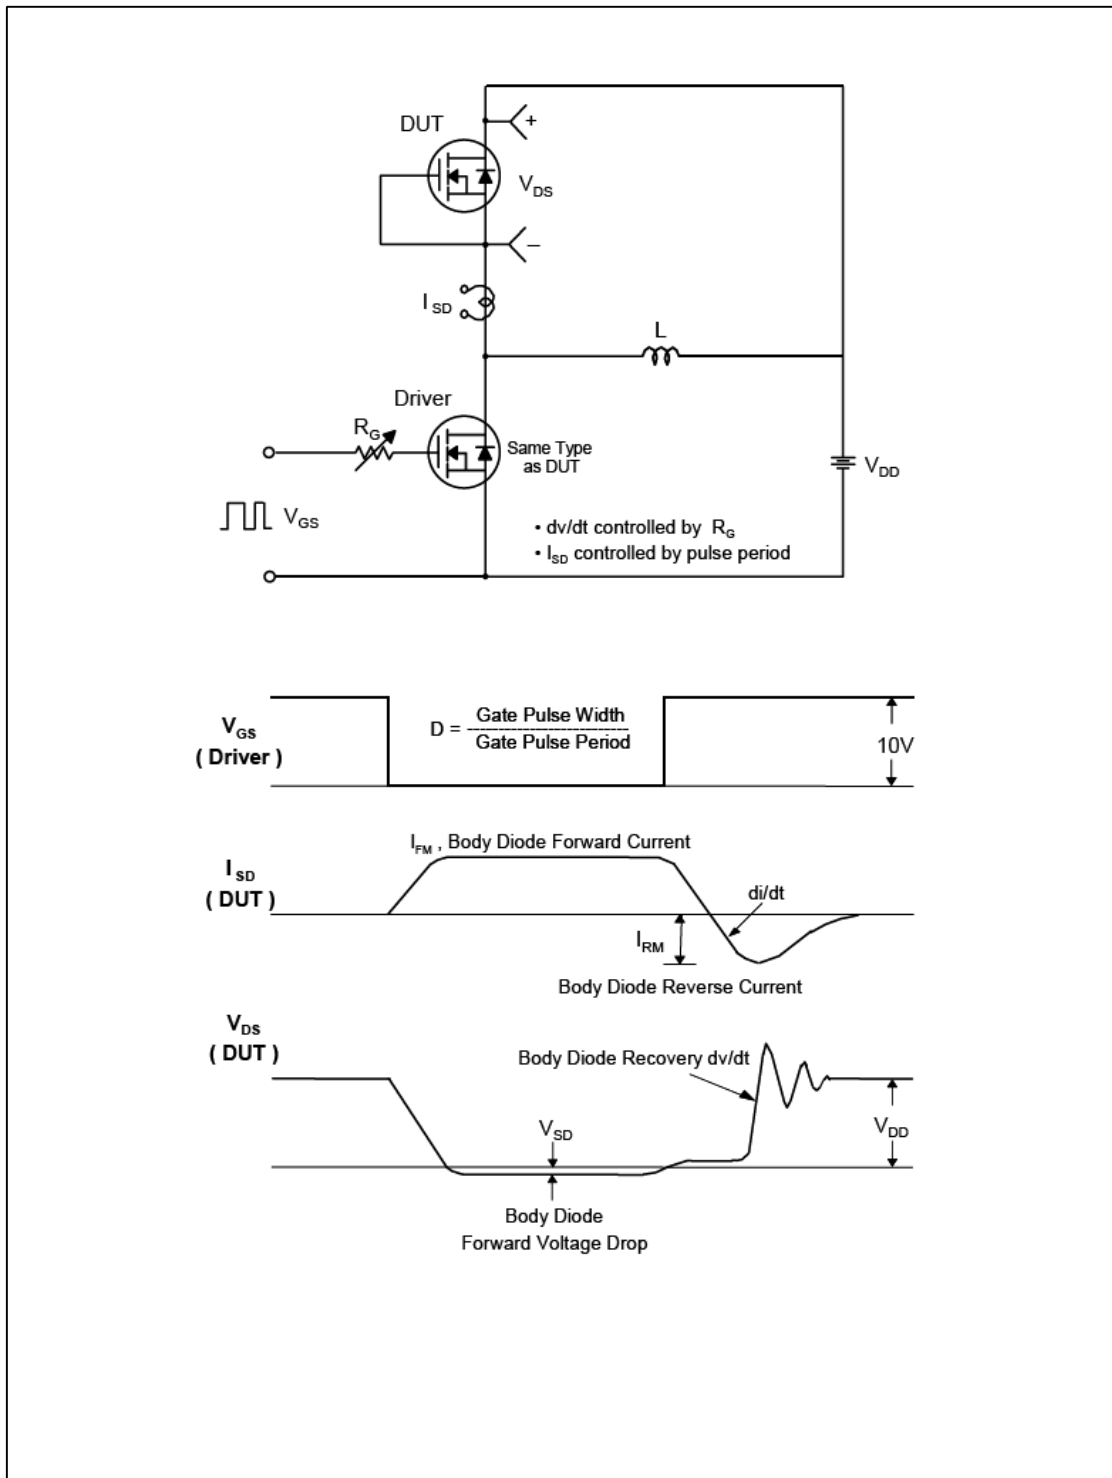 DUT
+
V_DS
–
I_SD
L
Driver
R_G
Same Type
as DUT
V_DD
V_GS
• dv/dt controlled by R_G
• I_SD controlled by pulse period
V_GS
( Driver )
D = Gate Pulse Width
Gate Pulse Period
10V
I_FM , Body Diode Forward Current
I_SD
( DUT )
di/dt
I_RM
Body Diode Reverse Current
V_DS
( DUT )
Body Diode Recovery dv/dt
V_SD
V_DD
Body Diode
Forward Voltage Drop